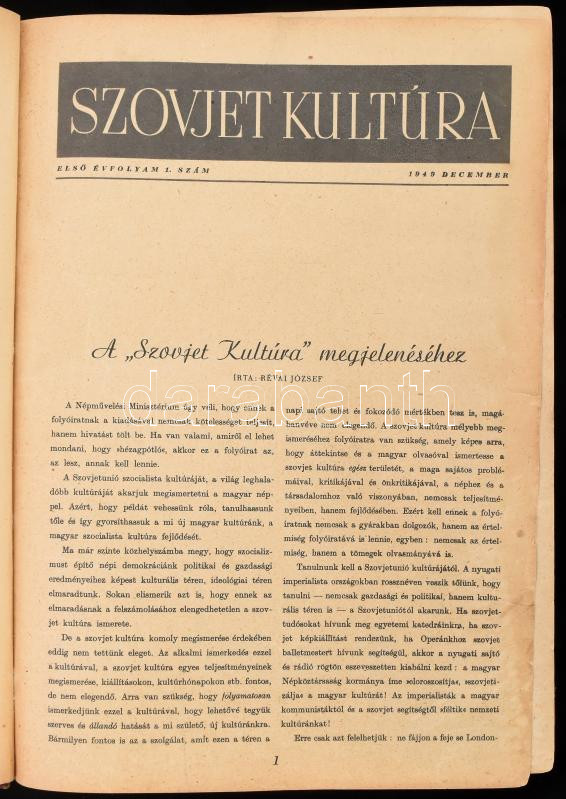 SZOVJET KULTÚRA
ELSŐ ÉVFOLYAM 1. SZÁM
1949 DECEMBER
A „Szovjet Kultúra” megjelenéséhez
ÍRTA: RÉVAI JÓZSEF
darabanth
A Népművelési Minisztérium úgy véli, hogy ennek a
folyóiratnak a kiadásával nemcsak kötelességet teljesít,
hanem hivatást tölt be. Ha van valami, amiről el lehet
mondani, hogy »hézagpótló«, akkor ez a folyóirat az,
az lesz, annak kell lennie.
A Szovjetunió szocialista kultúráját, a világ leghala-
dóbb kultúráját akarjuk megismertetni a magyar nép-
pel. Azért, hogy példát vehessünk róla, tanulhassunk
tőle és így gyorsíthassuk a mi új magyar kultúránk, a
magyar szocialista kultúra fejlődését.
Ma már szinte közhelyszámba megy, hogy szocializ-
must építő népi demokráciánk politikai és gazdasági
eredményeihez képest kulturális téren, ideológiai téren
elmaradtunk. Sokan elismerik azt is, hogy ennek az
elmaradásnak a felszámolásához elengedhetetlen a szov-
jet kultúra ismerete.
De a szovjet kultúra komoly megismerése érdekében
eddig nem tettünk eleget. Az alkalmi ismerkedés ezzel
a kultúrával, a szovjet kultúra egyes teljesítményeinek
megismerése, kiállításokon, kultúrhónapokon stb. fontos,
de nem elegendő. Arra van szükség, hogy folyamatosan
ismerkedjünk ezzel a kultúrával, hogy lehetővé tegyük
szerves és állandó hatását a mi születő, új kultúránkra.
Bármilyen fontos is az a szolgálat, amit ezen a téren a
napi sajtó tehet és fokozódó mértékben tesz is, magá-
banvéve nem elegendő. A szovjet kultúra mélyebb meg-
ismeréséhez folyóiratra van szükség, amely képes arra,
hogy áttekintse és a magyar olvasóval ismertesse a
szovjet kultúra egész területét, a maga sajátos problé-
máival, kritikájával és önkritikájával, a néphez és a
társadalomhoz való viszonyában, nemcsak teljesítmé-
nyeiben, hanem fejlődésében. Ezért kell ennek a folyó-
iratnak nemcsak a gyárakban dolgozók, hanem az értel-
miség folyóiratává is lennie, egyben: nemcsak az értel-
miség, hanem a tömegek olvasmányává is.
Tanulnunk kell a Szovjetunió kultúrájától. A nyugati
imperialista országokban rossznéven veszik tőlünk, hogy
tanulni — nemcsak gazdasági és politikai, hanem kultu-
rális téren is — a Szovjetuniótól akarunk. Ha szovjet-
tudósokat hívunk meg egyetemi katedráinkra, ha szov-
jet képkiállítást rendezünk, ha Operánkhoz szovjet
balletmestert hívunk segítségül, akkor a nyugati sajtó
és rádió rögtön eszeveszetten kiabálni kezd: a magyar
Népköztársaság kormánya íme »eloroszosítja«, »szovjeti-
zálja« a magyar kultúrát! Az imperialisták a magyar
kommunistáktól és a szovjet segítségtől »féltik« nemzeti
kultúránkat!
Erre csak azt felelhetjük: ne fájjon a feje se London-
1